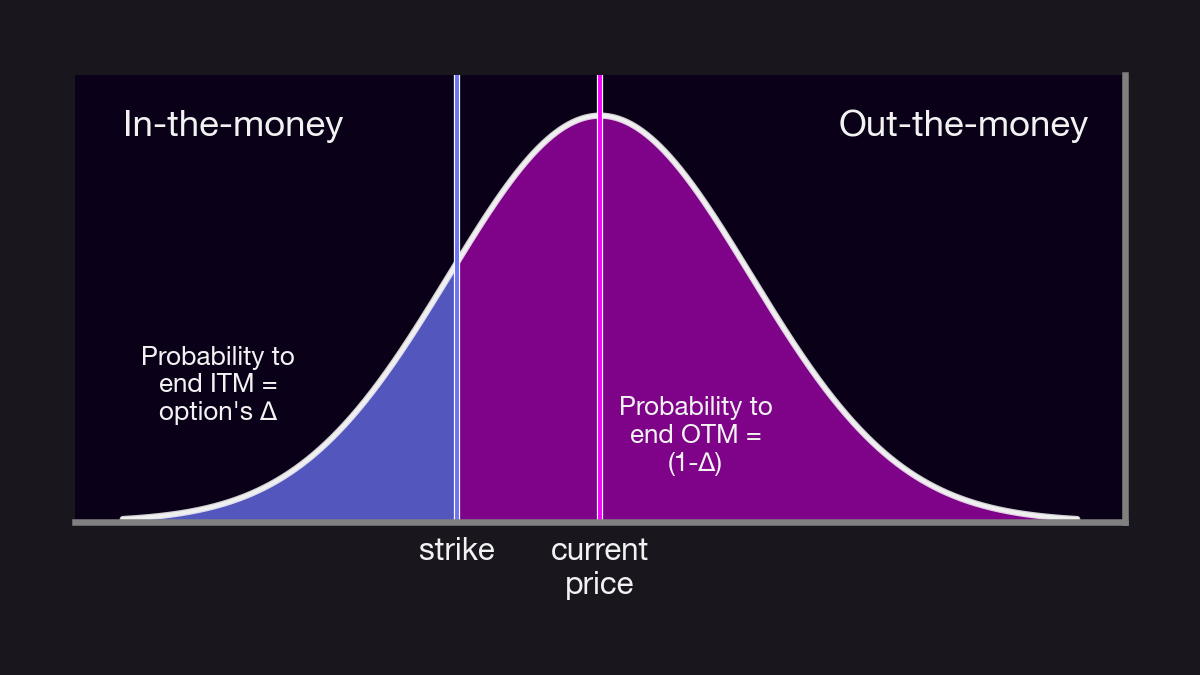 In-the-money
Out-the-money
Probability to
end ITM =
option's Δ
Probability to
end OTM =
(1-Δ)
strike
current
price